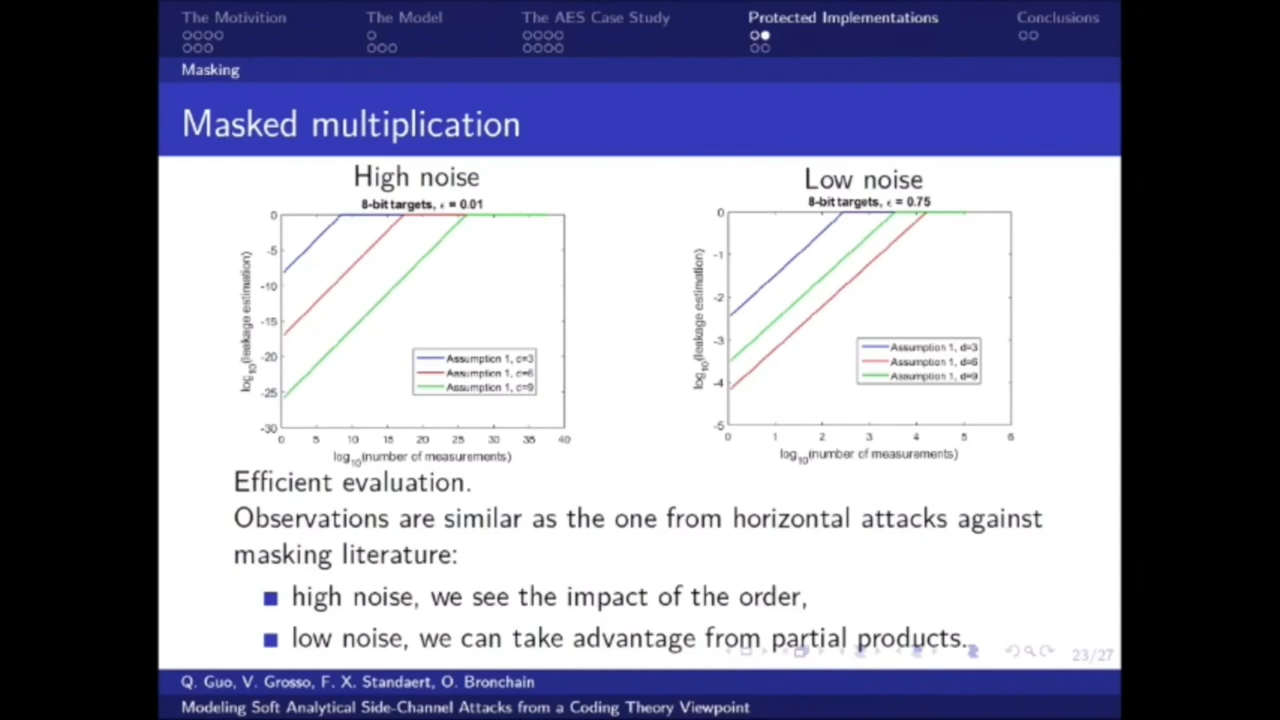 The Motivition The Model The AES Case Study Protected Implementations Conclusions
Masking
Masked multiplication
High noise
8-bit targets, ϵ = 0.01
0
-5
-10
-15
-20
-25
-30
log10(leakage estimation)
Assumption 1, d=3
Assumption 1, d=6
Assumption 1, d=9
0 5 10 15 20 25 30 35 40
log10(number of measurements)
Low noise
8-bit targets, ϵ = 0.75
0
-1
-2
-3
-4
-5
log10(leakage estimation)
Assumption 1, d=3
Assumption 1, d=6
Assumption 1, d=9
0 1 2 3 4 5 6
log10(number of measurements)
Efficient evaluation.
Observations are similar as the one from horizontal attacks against
masking literature:
high noise, we see the impact of the order,
low noise, we can take advantage from partial products.
23/27
Q. Guo, V. Grosso, F. X. Standaert, O. Bronchain
Modeling Soft Analytical Side-Channel Attacks from a Coding Theory Viewpoint